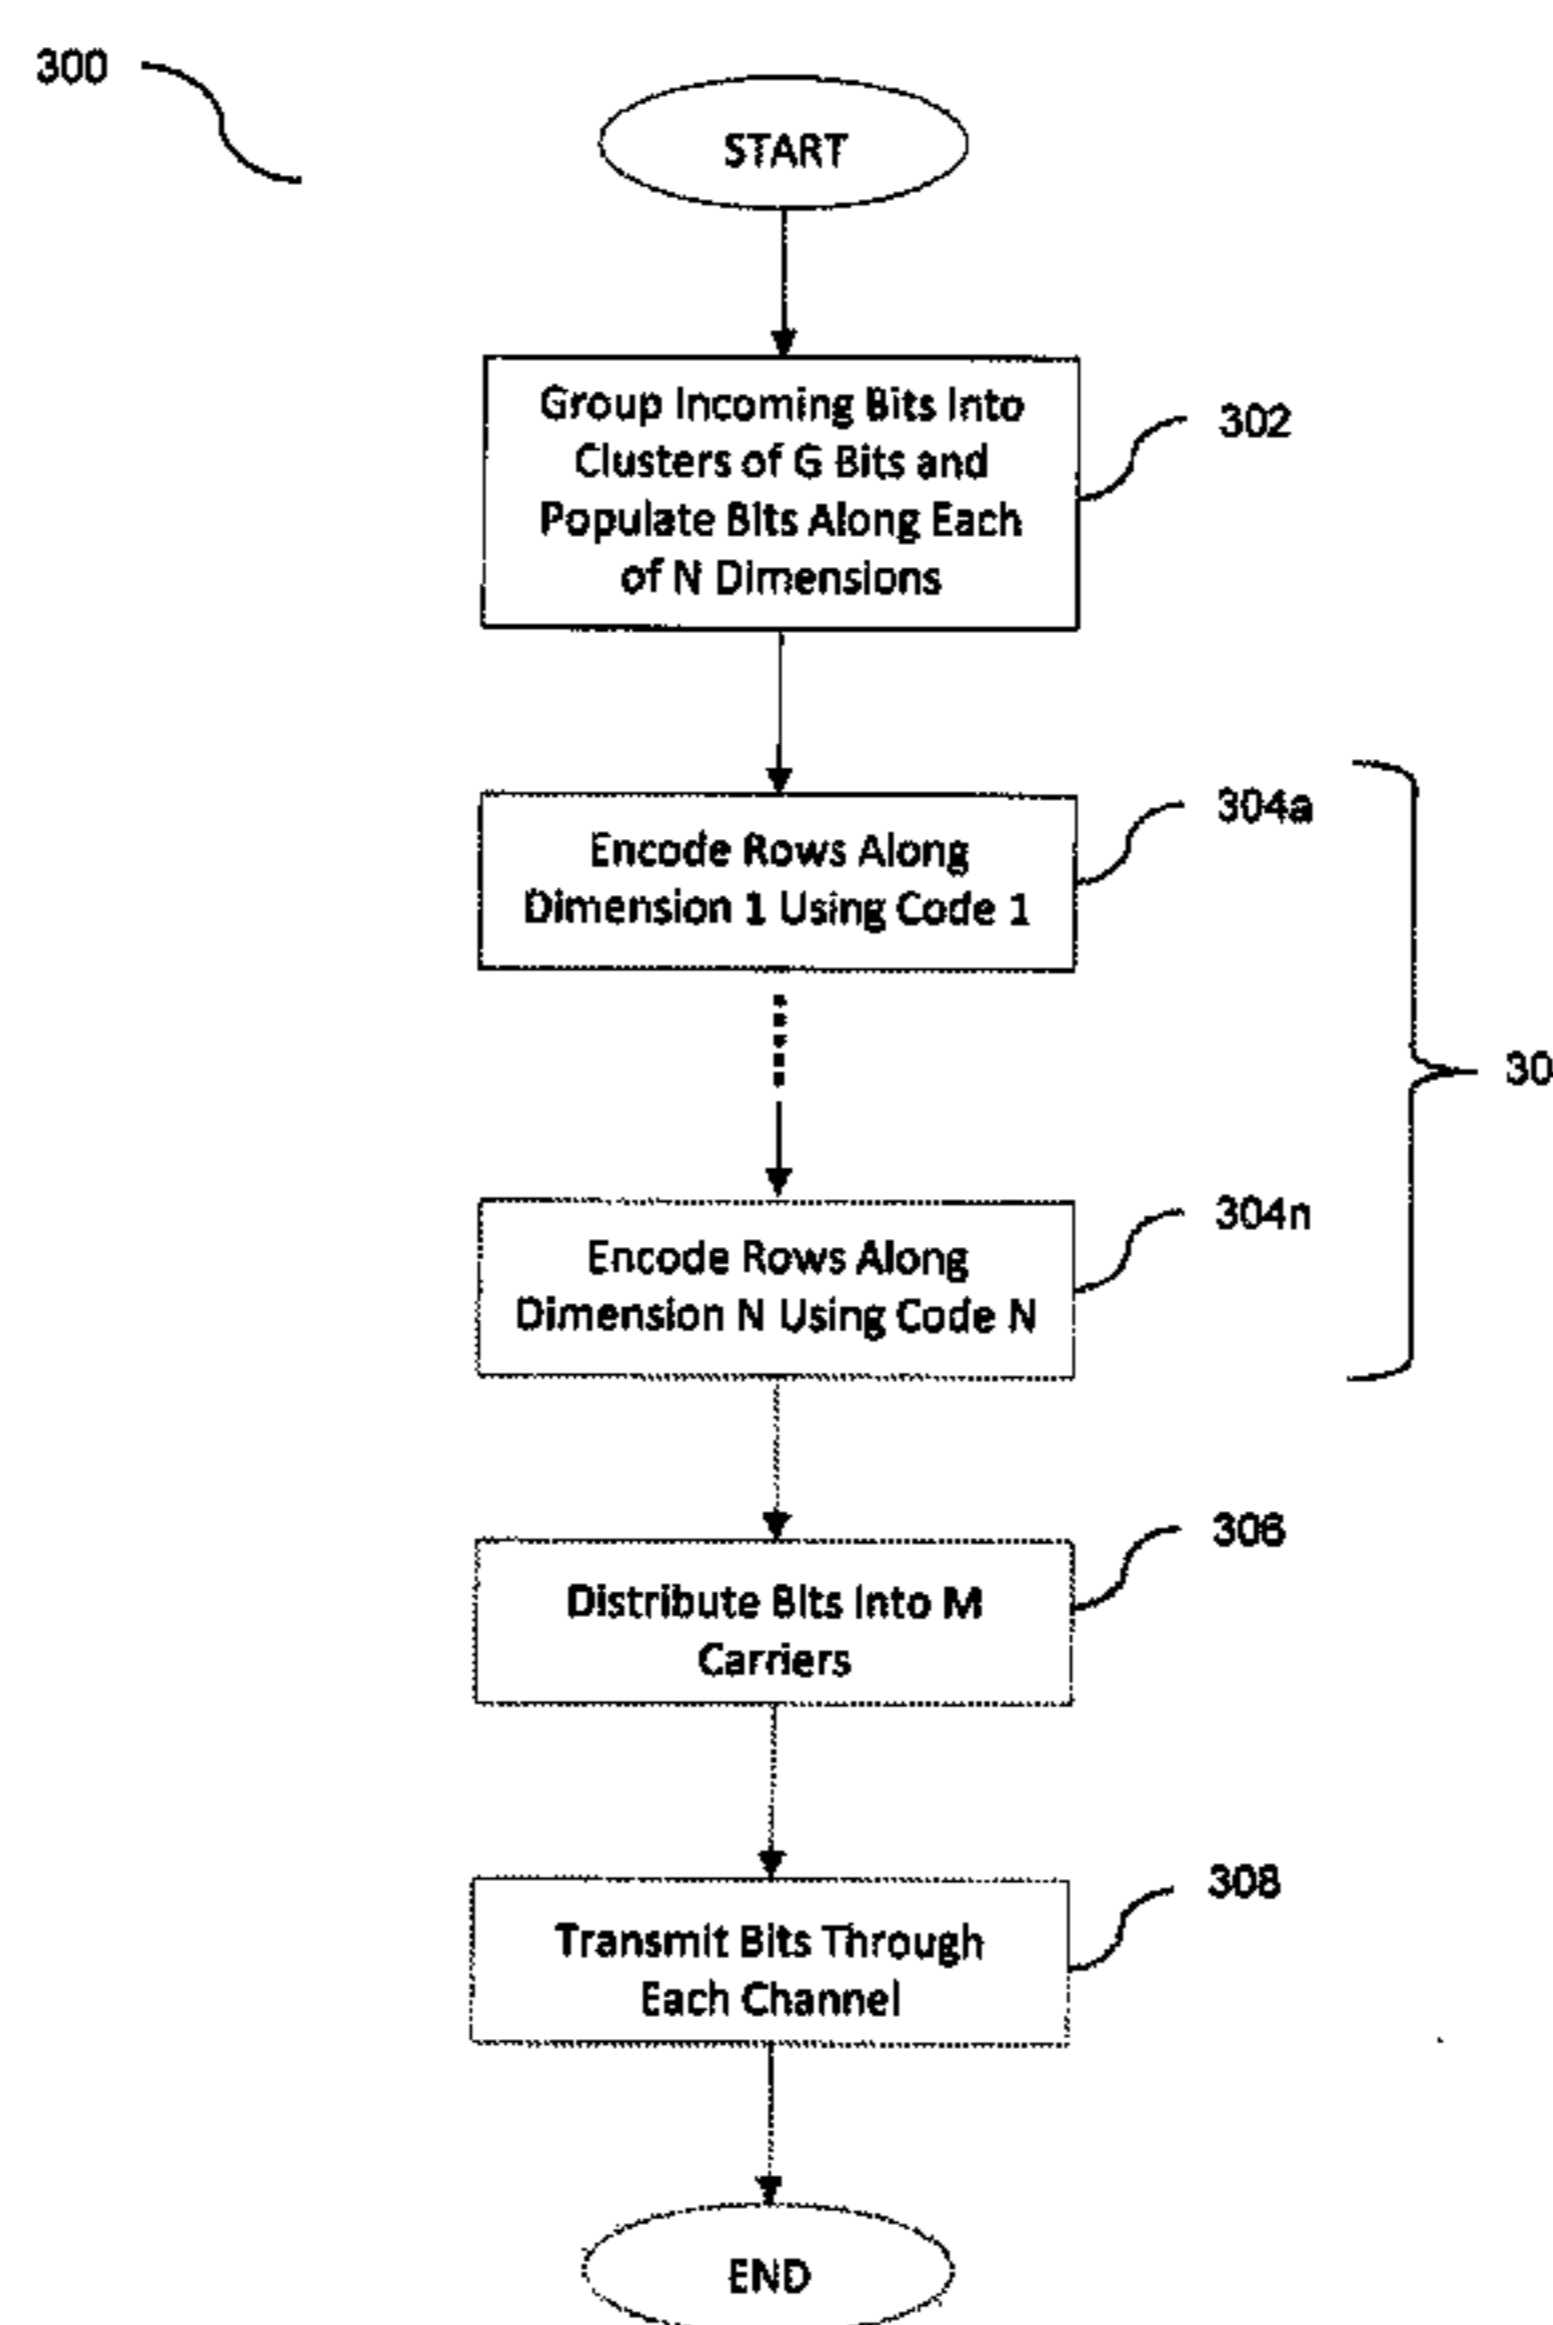 300
START
Group Incoming Bits Into
Clusters of G Bits and
Populate Bits Along Each
of N Dimensions
302
Encode Rows Along
Dimension 1 Using Code 1
304a
30
Encode Rows Along
Dimension N Using Code N
304n
Distribute Bits Into M
Carriers
306
Transmit Bits Through
Each Channel
308
END